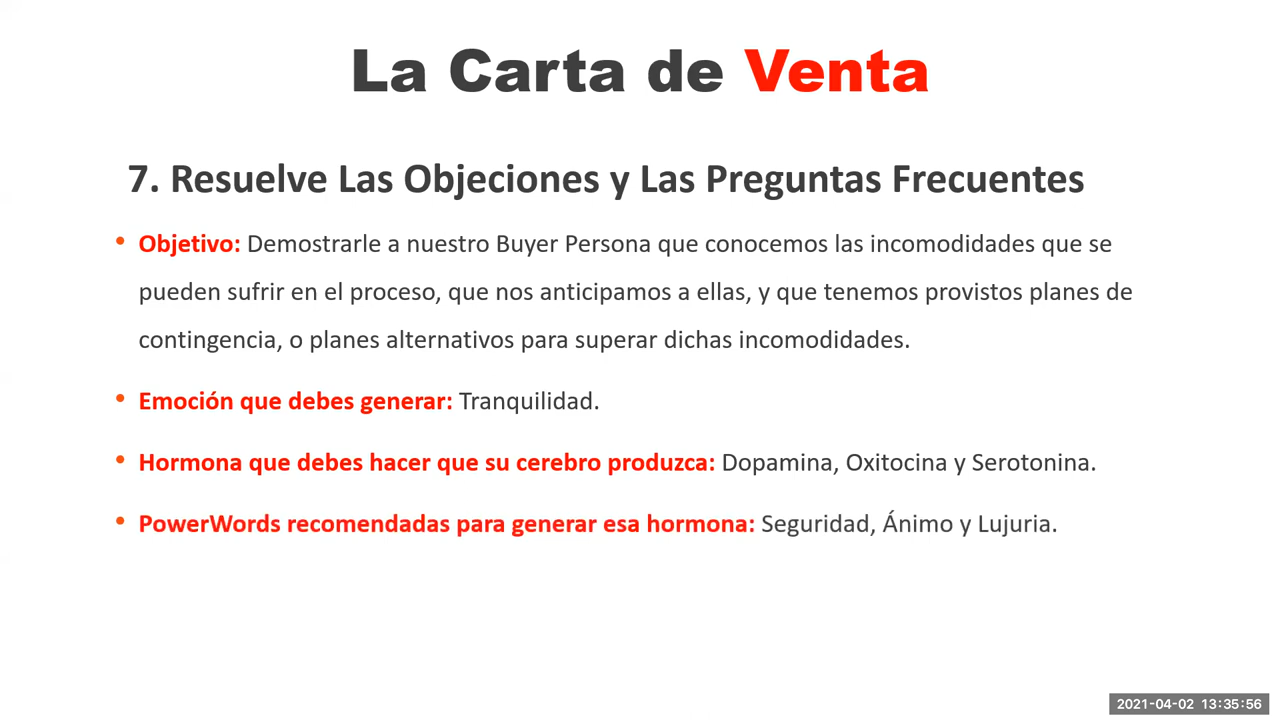 La Carta de Venta
7. Resuelve Las Objeciones y Las Preguntas Frecuentes
• Objetivo: Demostrarle a nuestro Buyer Persona que conocemos las incomodidades que se
pueden sufrir en el proceso, que nos anticipamos a ellas, y que tenemos provistos planes de
contingencia, o planes alternativos para superar dichas incomodidades.
• Emoción que debes generar: Tranquilidad.
• Hormona que debes hacer que su cerebro produzca: Dopamina, Oxitocina y Serotonina.
• PowerWords recomendadas para generar esa hormona: Seguridad, Ánimo y Lujuria.
2021-04-02 13:35:56